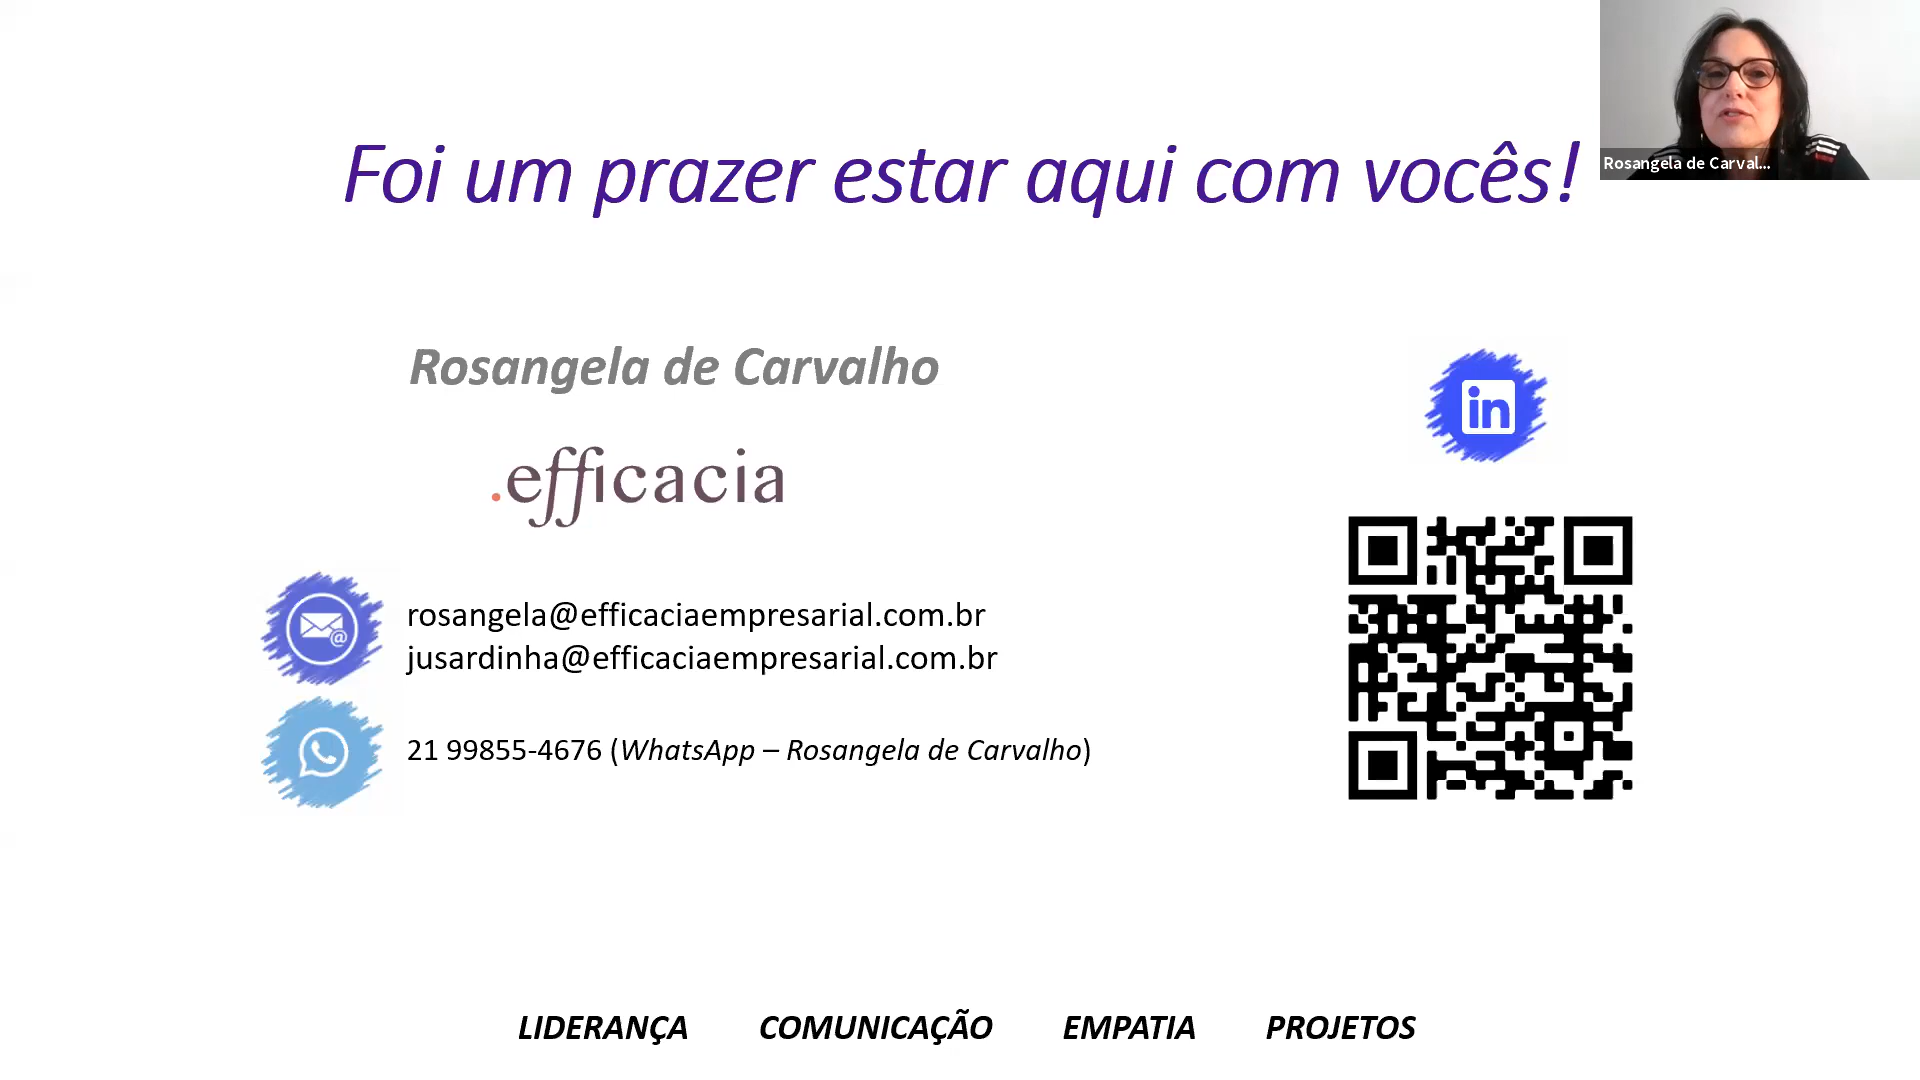 Foi um prazer estar aqui com vocês!
Rosangela de Carval...
Rosangela de Carvalho
.efficacia
in
rosangela@efficaciaempresarial.com.br
jusardinha@efficaciaempresarial.com.br
21 99855-4676 (WhatsApp – Rosangela de Carvalho)
LIDERANÇA COMUNICAÇÃO EMPATIA PROJETOS